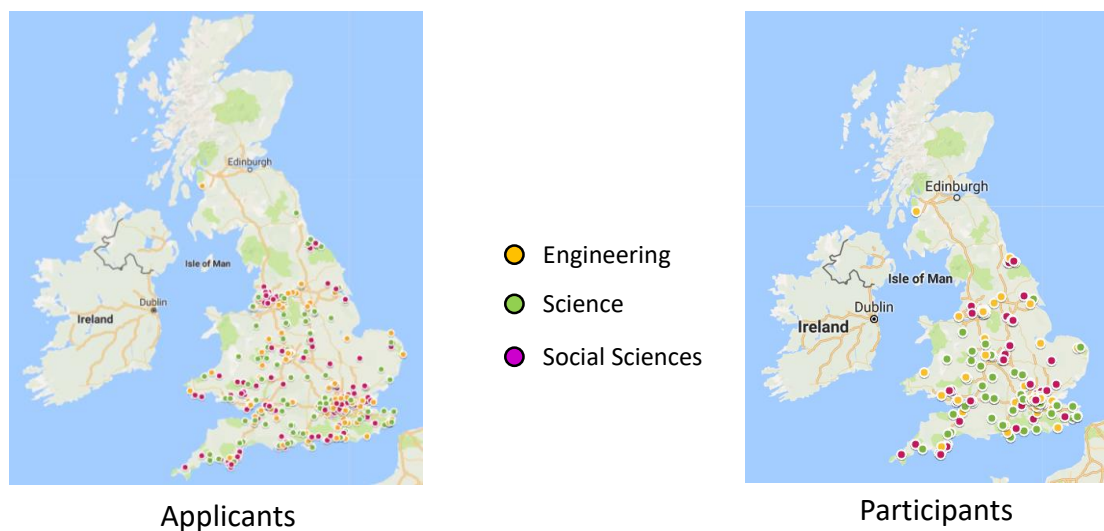 Edinburgh
Isle of Man
Dublin
Ireland
Applicants
Engineering
Science
Social Sciences
Edinburgh
Isle of Man
Dublin
Ireland
Participants